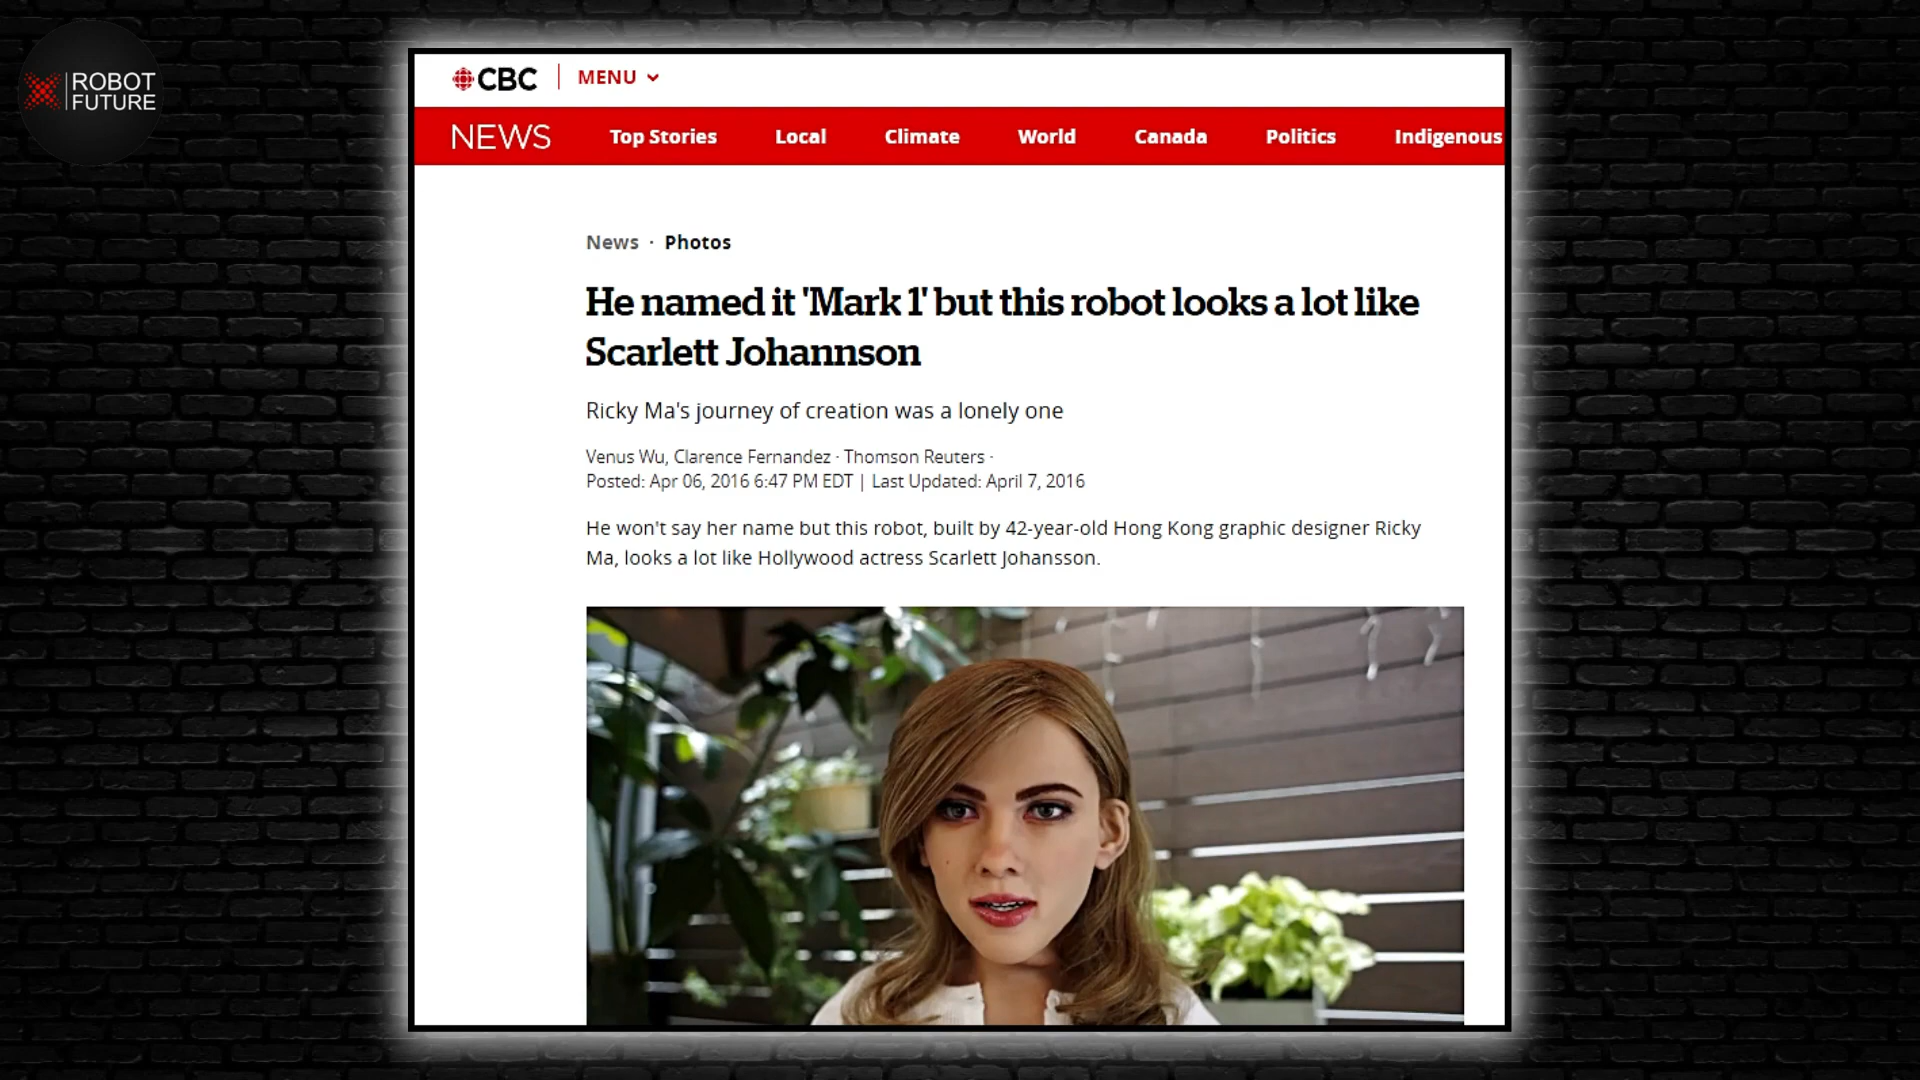 ROBOT
FUTURE
CBC
MENU
NEWS Top Stories Local Climate World Canada Politics Indigenous
News · Photos
He named it 'Mark 1' but this robot looks a lot like
Scarlett Johannson
Ricky Ma's journey of creation was a lonely one
Venus Wu, Clarence Fernandez · Thomson Reuters ·
Posted: Apr 06, 2016 6:47 PM EDT | Last Updated: April 7, 2016
He won't say her name but this robot, built by 42-year-old Hong Kong graphic designer Ricky
Ma, looks a lot like Hollywood actress Scarlett Johansson.